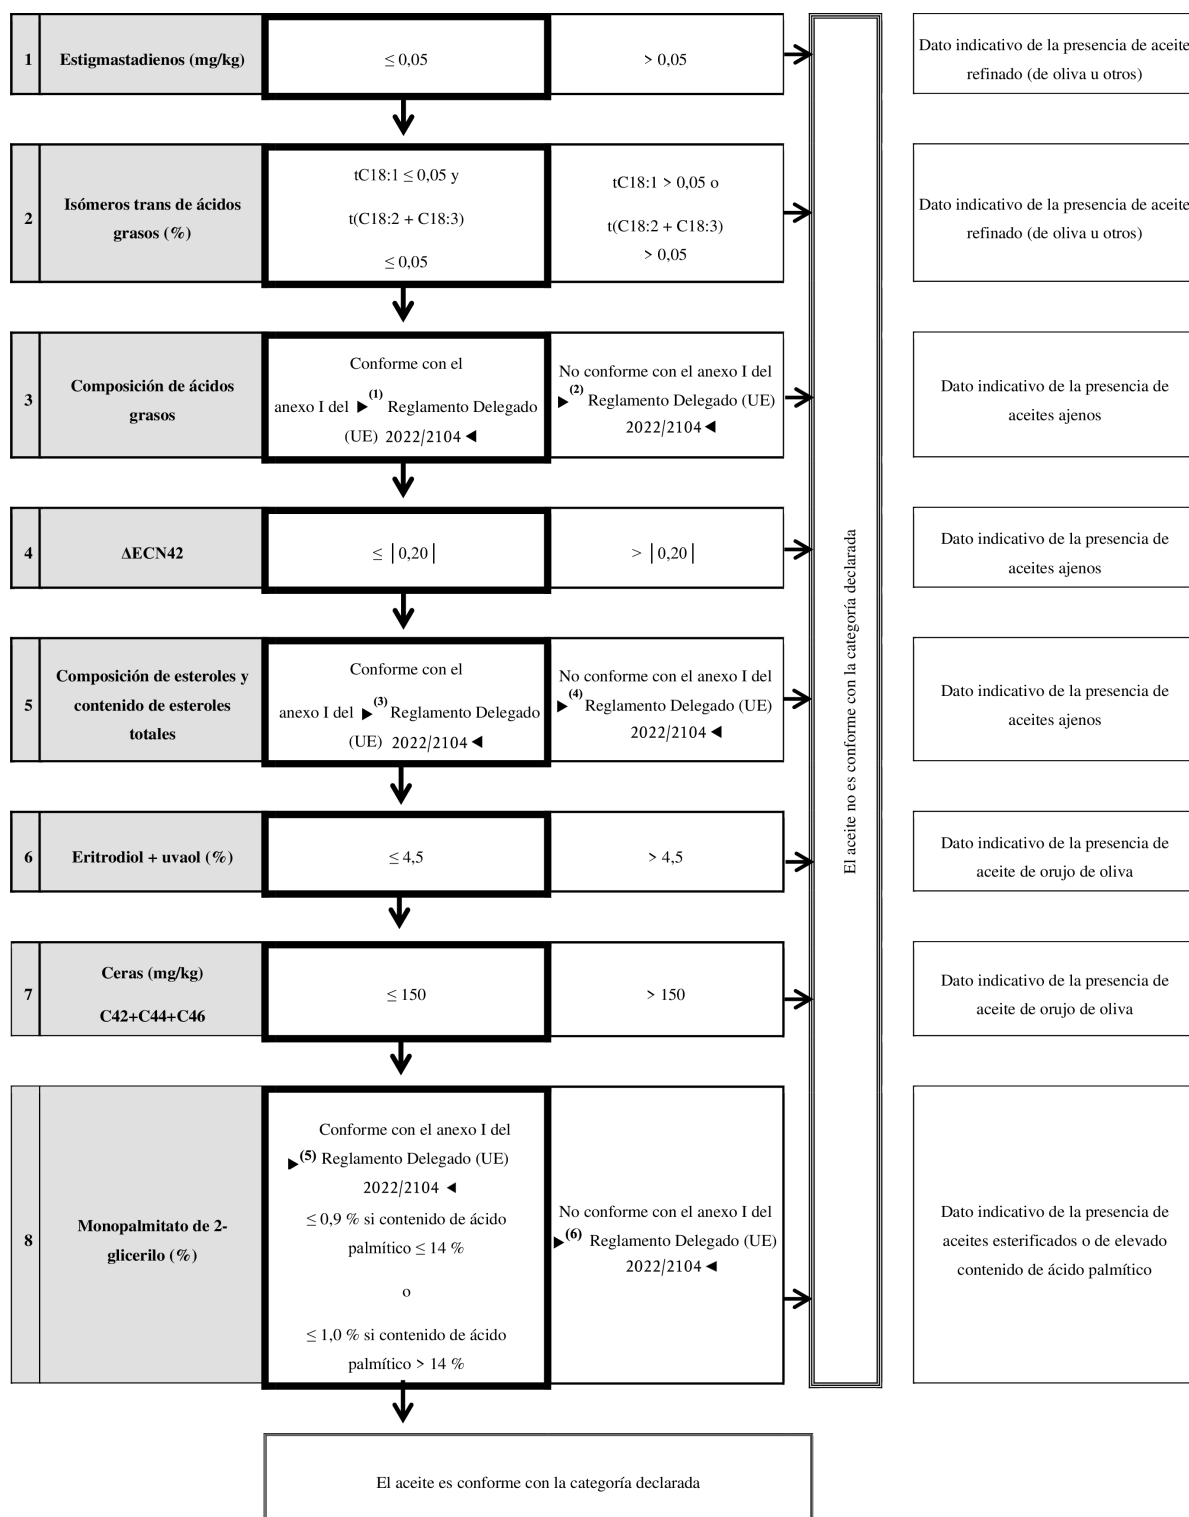 1
Estigmastadienos (mg/kg)
≤ 0,05
> 0,05
Dato indicativo de la presencia de aceite
refinado (de oliva u otros)
2
Isómeros trans de ácidos
grasos (%)
tC18:1 ≤ 0,05 y
t(C18:2 + C18:3)
≤ 0,05
tC18:1 > 0,05 o
t(C18:2 + C18:3)
> 0,05
Dato indicativo de la presencia de aceite
refinado (de oliva u otros)
3
Composición de ácidos
grasos
Conforme con el
anexo I del ►(1) Reglamento Delegado
(UE) 2022/2104 ◄
No conforme con el anexo I del
►(2) Reglamento Delegado (UE)
2022/2104 ◄
Dato indicativo de la presencia de
aceites ajenos
4
ΔECN42
≤ |0,20|
> |0,20|
Dato indicativo de la presencia de
aceites ajenos
5
Composición de esteroles y
contenido de esteroles
totales
Conforme con el
anexo I del ►(3) Reglamento Delegado
(UE) 2022/2104 ◄
No conforme con el anexo I del
►(4) Reglamento Delegado (UE)
2022/2104 ◄
Dato indicativo de la presencia de
aceites ajenos
6
Eritrodiol + uvaol (%)
≤ 4,5
> 4,5
Dato indicativo de la presencia de
aceite de orujo de oliva
7
Ceras (mg/kg)
C42+C44+C46
≤ 150
> 150
Dato indicativo de la presencia de
aceite de orujo de oliva
8
Monopalmitato de 2-
glicerilo (%)
Conforme con el anexo I del
►(5) Reglamento Delegado (UE)
2022/2104 ◄
≤ 0,9 % si contenido de ácido
palmítico ≤ 14 %
o
≤ 1,0 % si contenido de ácido
palmítico > 14 %
No conforme con el anexo I del
►(6) Reglamento Delegado (UE)
2022/2104 ◄
Dato indicativo de la presencia de
aceites esterificados o de elevado
contenido de ácido palmítico
El aceite no es conforme con la categoría declarada
El aceite es conforme con la categoría declarada